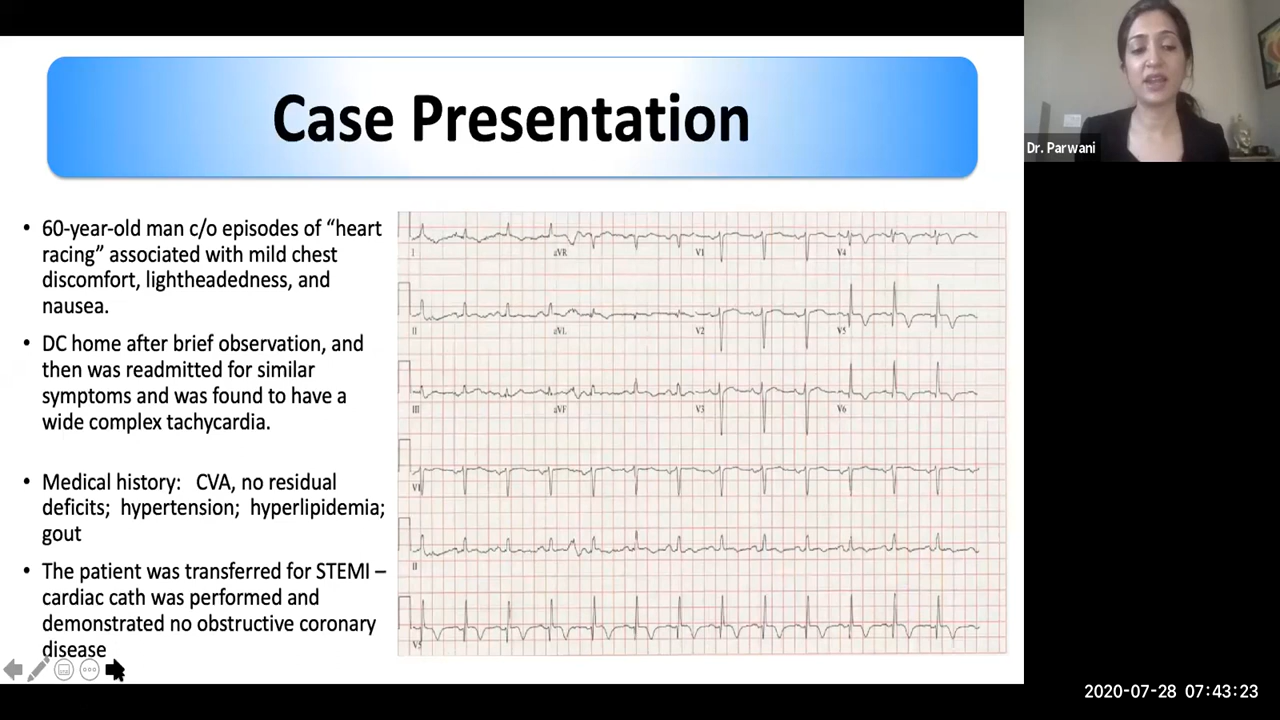 Case Presentation
Dr. Parwani
• 60-year-old man c/o episodes of “heart
racing” associated with mild chest
discomfort, lightheadedness, and
nausea.
• DC home after brief observation, and
then was readmitted for similar
symptoms and was found to have a
wide complex tachycardia.
• Medical history:   CVA, no residual
deficits;  hypertension;  hyperlipidemia;
gout
• The patient was transferred for STEMI –
cardiac cath was performed and
demonstrated no obstructive coronary
disease
I aVR V1 V4
II aVL V2 V5
III aVF V3 V6
V1
II
V5
2020-07-28 07:43:23